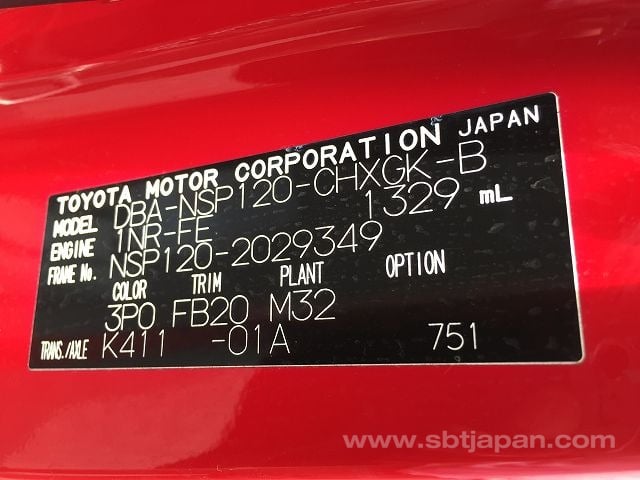 TOYOTA MOTOR CORPORATION JAPAN
MODEL DBA-NSP120-CHXGK-B
ENGINE 1NR-FE 1329 mL
FRAME No. NSP120-2029349
COLOR TRIM PLANT OPTION
3P0 FB20 M32
TRANS./AXLE K411 -01A 751
www.sbtjapan.com